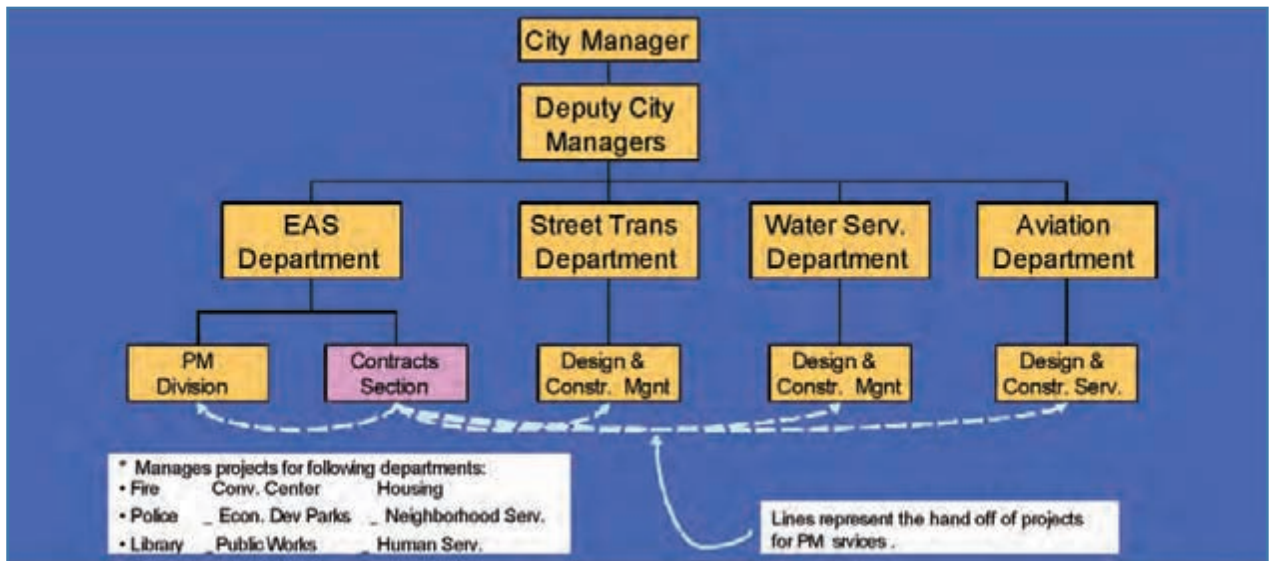 City Manager
Deputy City
Managers
EAS
Department
Street Trans
Department
Water Serv.
Department
Aviation
Department
PM
Division
Contracts
Section
Design &
Constr. Mgnt
Design &
Constr. Mgnt
Design &
Constr. Serv.
* Manages projects for following departments:
• Fire Conv. Center Housing
• Police _ Econ. Dev Parks _ Neighborhood Serv.
• Library _ Public Works _ Human Serv.
Lines represent the hand off of projects
for PM srvices .